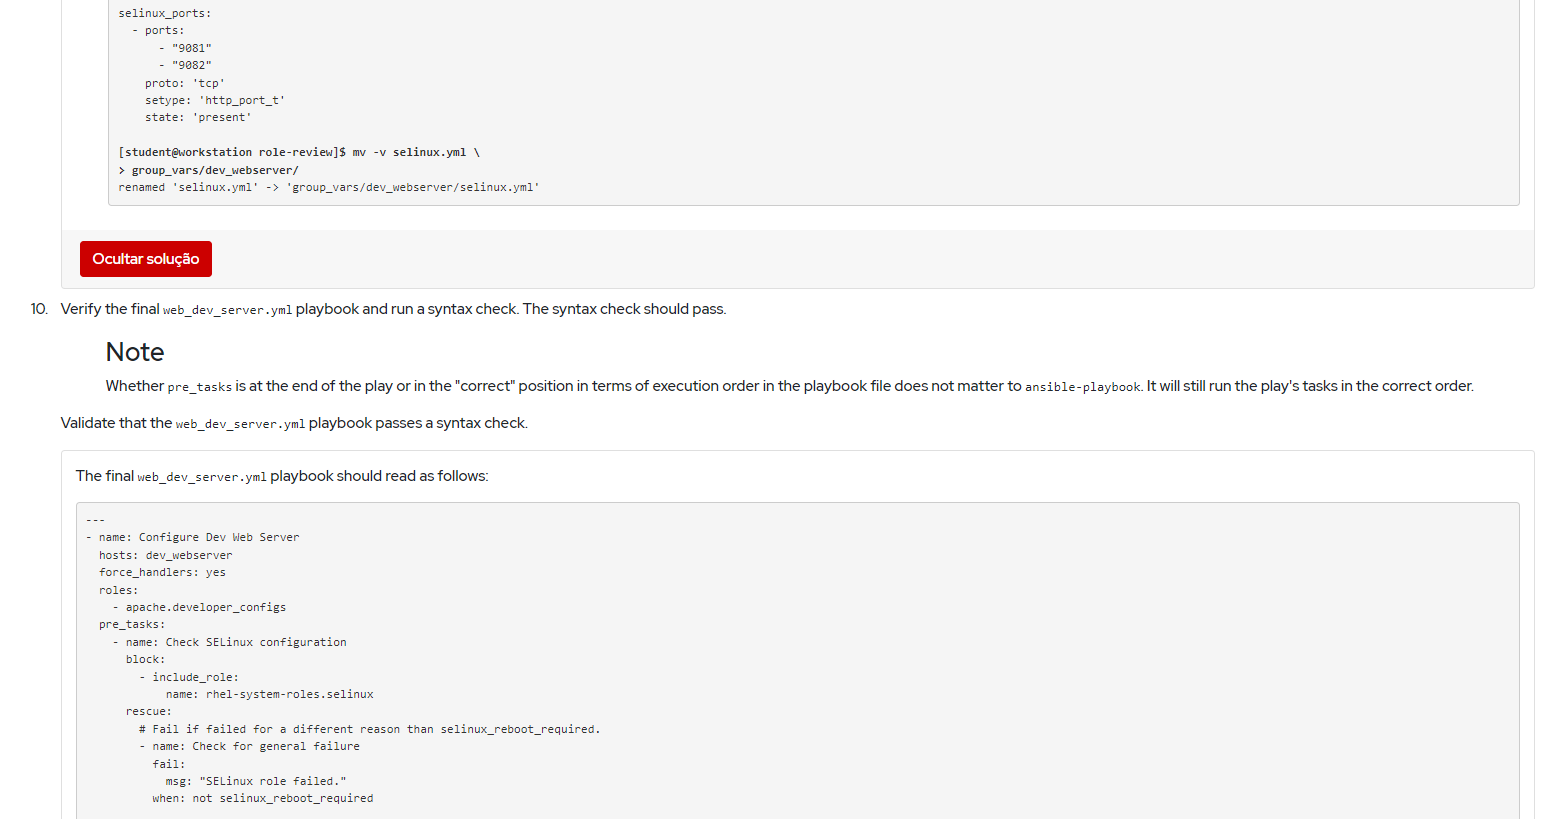 selinux_ports:
  - ports:
      - "9081"
      - "9082"
    proto: 'tcp'
    setype: 'http_port_t'
    state: 'present'
[student@workstation role-review]$ mv -v selinux.yml \
> group_vars/dev_webserver/
renamed 'selinux.yml' -> 'group_vars/dev_webserver/selinux.yml'
Ocultar solução
10. Verify the final web_dev_server.yml playbook and run a syntax check. The syntax check should pass.
Note
Whether pre_tasks is at the end of the play or in the "correct" position in terms of execution order in the playbook file does not matter to ansible-playbook. It will still run the play's tasks in the correct order.
Validate that the web_dev_server.yml playbook passes a syntax check.
The final web_dev_server.yml playbook should read as follows:
---
- name: Configure Dev Web Server
  hosts: dev_webserver
  force_handlers: yes
  roles:
    - apache.developer_configs
  pre_tasks:
    - name: Check SELinux configuration
      block:
        - include_role:
            name: rhel-system-roles.selinux
      rescue:
        # Fail if failed for a different reason than selinux_reboot_required.
        - name: Check for general failure
          fail:
            msg: "SELinux role failed."
          when: not selinux_reboot_required